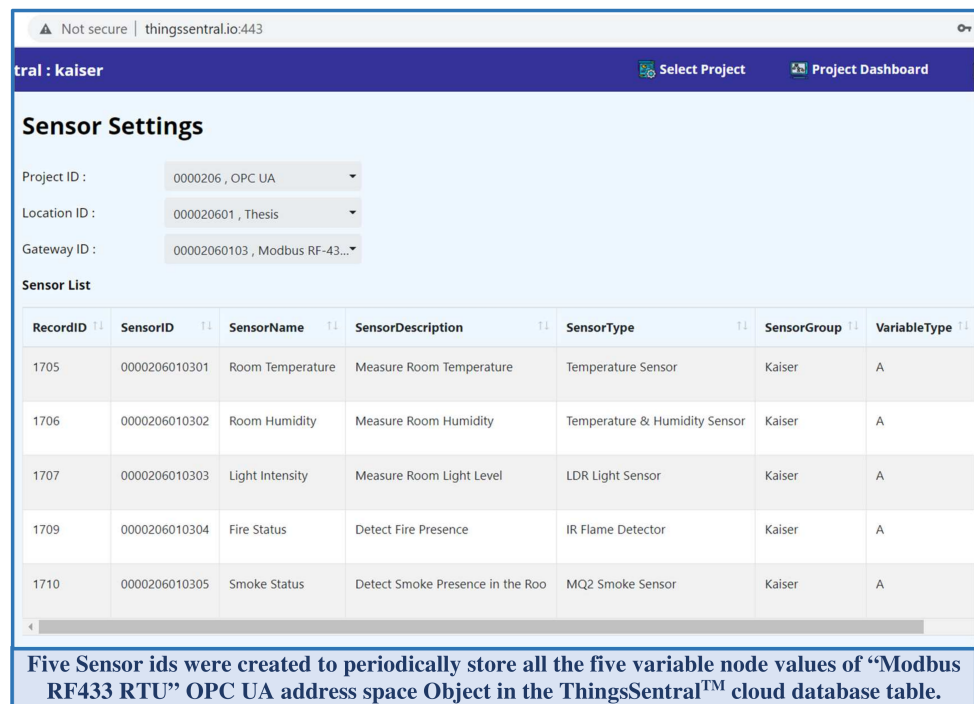 Not secure | thingssentral.io:443
tral : kaiser Select Project Project Dashboard
Sensor Settings
Project ID : 0000206 , OPC UA
Location ID : 000020601 , Thesis
Gateway ID : 00002060103 , Modbus RF-43...
Sensor List
RecordID SensorID SensorName SensorDescription SensorType SensorGroup VariableType
1705 0000206010301 Room Temperature Measure Room Temperature Temperature Sensor Kaiser A
1706 0000206010302 Room Humidity Measure Room Humidity Temperature & Humidity Sensor Kaiser A
1707 0000206010303 Light Intensity Measure Room Light Level LDR Light Sensor Kaiser A
1709 0000206010304 Fire Status Detect Fire Presence IR Flame Detector Kaiser A
1710 0000206010305 Smoke Status Detect Smoke Presence in the Roo MQ2 Smoke Sensor Kaiser A
Five Sensor ids were created to periodically store all the five variable node values of “Modbus
RF433 RTU” OPC UA address space Object in the ThingsSentral™ cloud database table.